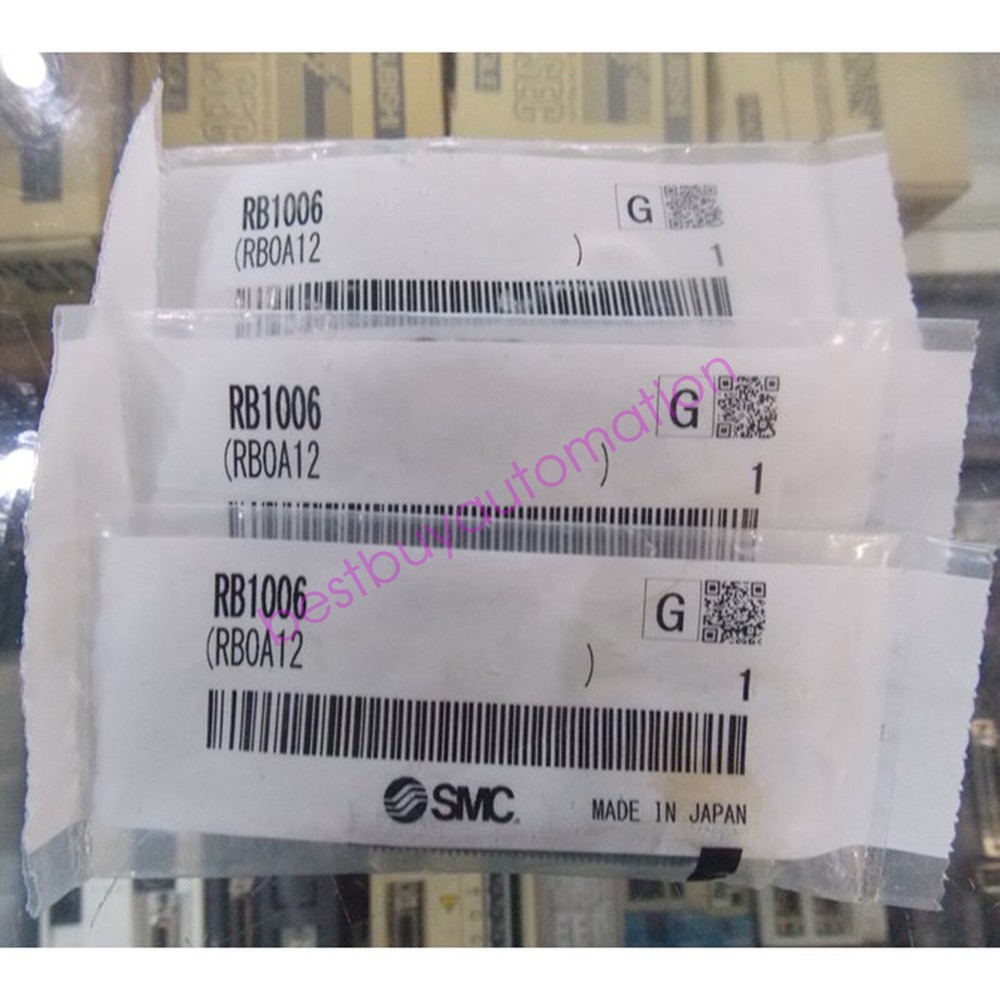 RB1006
G
(RB0A12 )
1
RB1006
G
(RB0A12 )
1
RB1006
G
(RB0A12 )
1
SMC
MADE IN JAPAN
bestbuyautomation